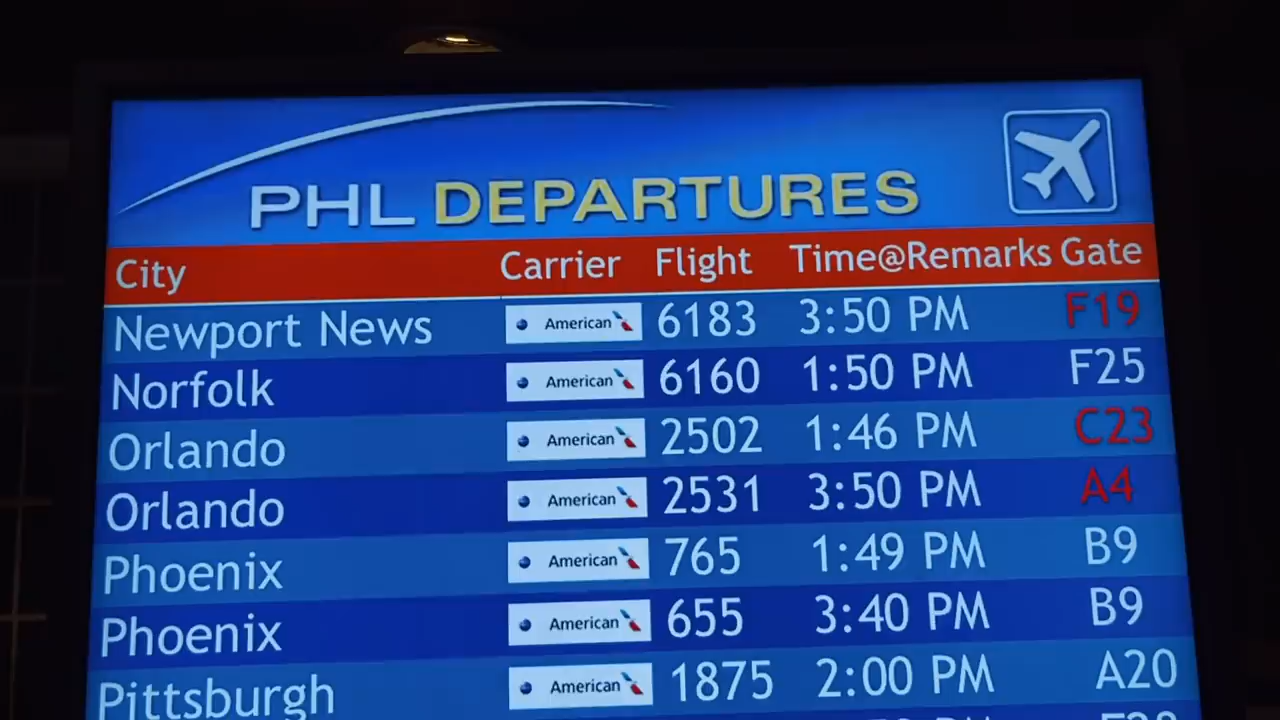 PHL DEPARTURES
City Carrier Flight Time@Remarks Gate
Newport News American 6183 3:50 PM F19
Norfolk American 6160 1:50 PM F25
Orlando American 2502 1:46 PM C23
Orlando American 2531 3:50 PM A4
Phoenix American 765 1:49 PM B9
Phoenix American 655 3:40 PM B9
Pittsburgh American 1875 2:00 PM A20